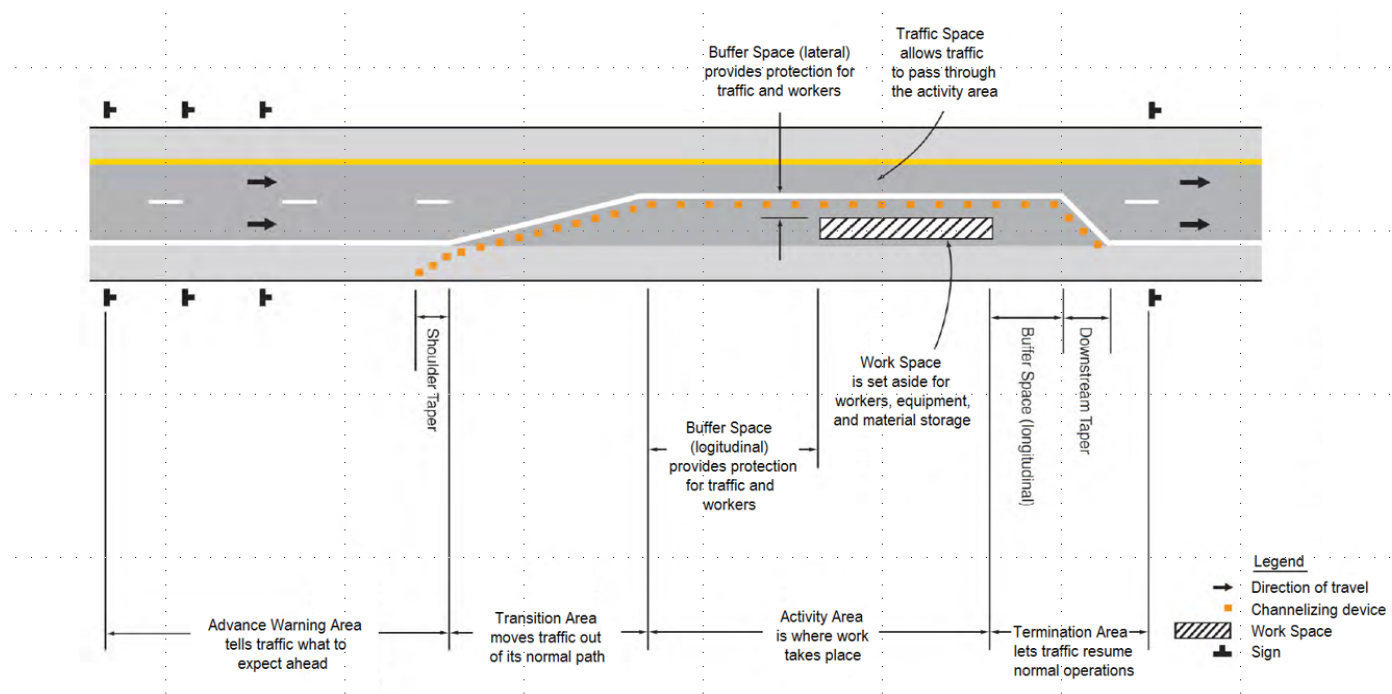 Traffic Space
allows traffic
to pass through
the activity area
Buffer Space (lateral)
provides protection for
traffic and workers
Shoulder Taper
Work Space
is set aside for
workers, equipment,
and material storage
Buffer Space
(logitudinal)
provides protection
for traffic and
workers
Buffer Space (longitudinal)
Downstream Taper
Advance Warning Area
tells traffic what to
expect ahead
Transition Area
moves traffic out
of its normal path
Activity Area
is where work
takes place
Termination Area
lets traffic resume
normal operations
Legend
Direction of travel
Channelizing device
Work Space
Sign